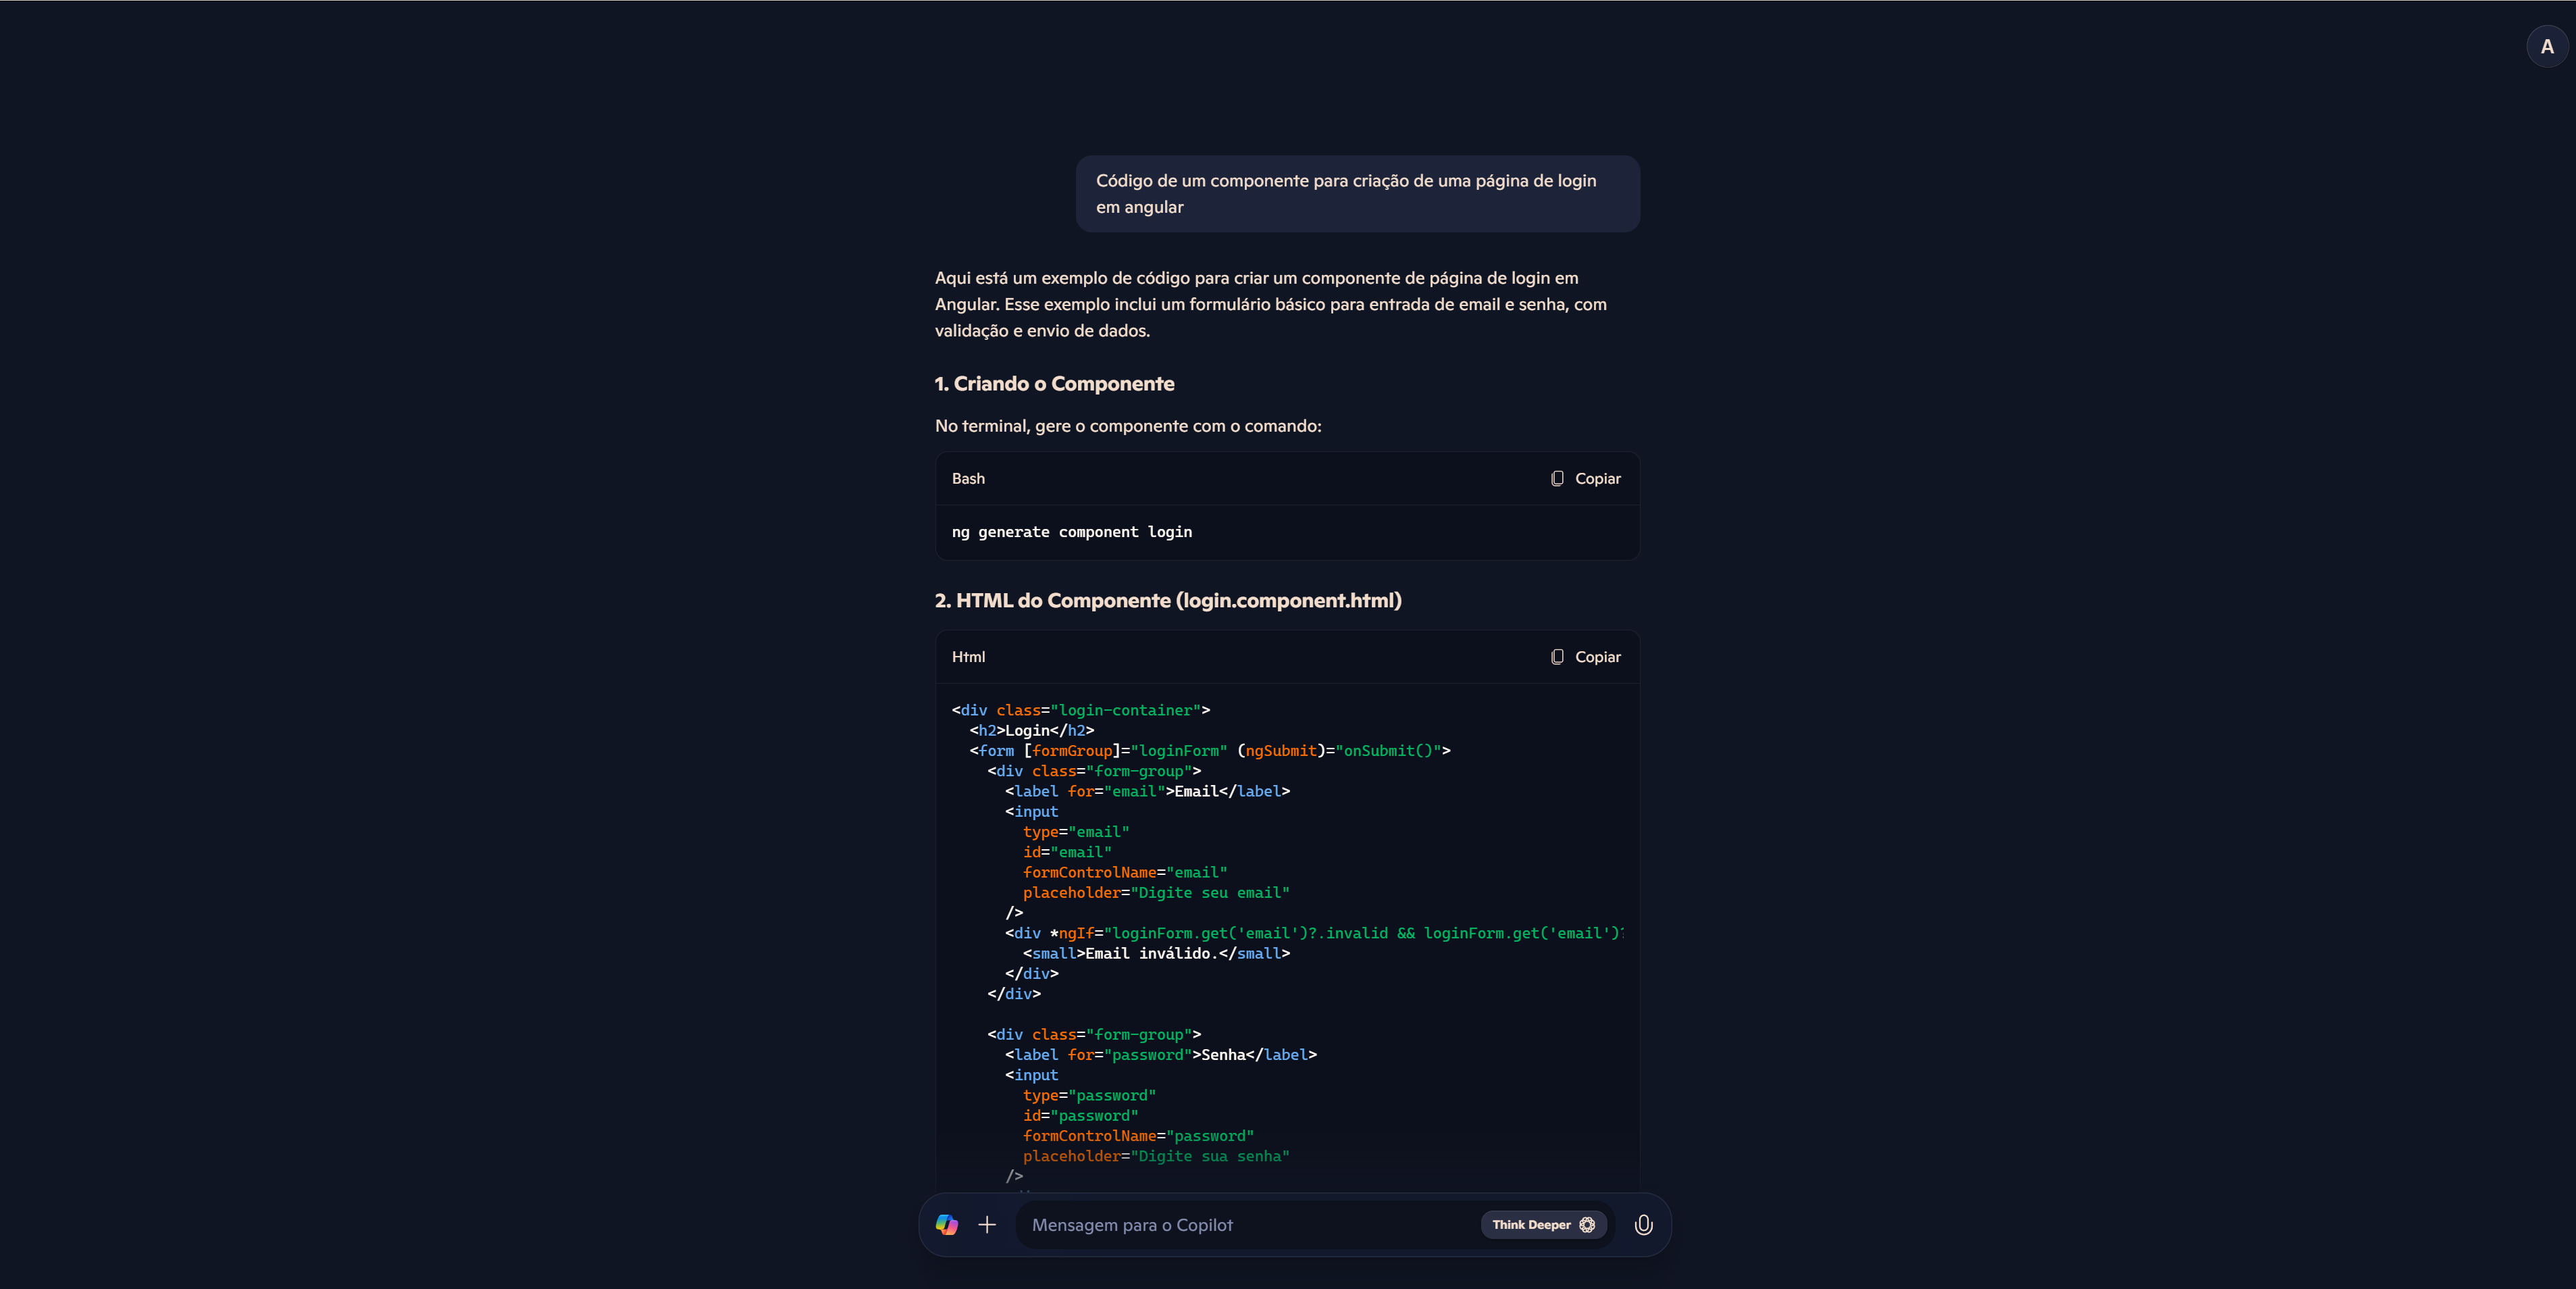 A
Código de um componente para criação de uma página de login
em angular
Aqui está um exemplo de código para criar um componente de página de login em
Angular. Esse exemplo inclui um formulário básico para entrada de email e senha, com
validação e envio de dados.
1. Criando o Componente
No terminal, gere o componente com o comando:
Bash
Copiar
ng generate component login
2. HTML do Componente (login.component.html)
Html
Copiar
<div class="login-container">
  <h2>Login</h2>
  <form [formGroup]="loginForm" (ngSubmit)="onSubmit()">
    <div class="form-group">
      <label for="email">Email</label>
      <input
        type="email"
        id="email"
        formControlName="email"
        placeholder="Digite seu email"
      />
      <div *ngIf="loginForm.get('email')?.invalid && loginForm.get('email')?
        <small>Email inválido.</small>
      </div>
    </div>
    <div class="form-group">
      <label for="password">Senha</label>
      <input
        type="password"
        id="password"
        formControlName="password"
        placeholder="Digite sua senha"
      />
Mensagem para o Copilot
Think Deeper